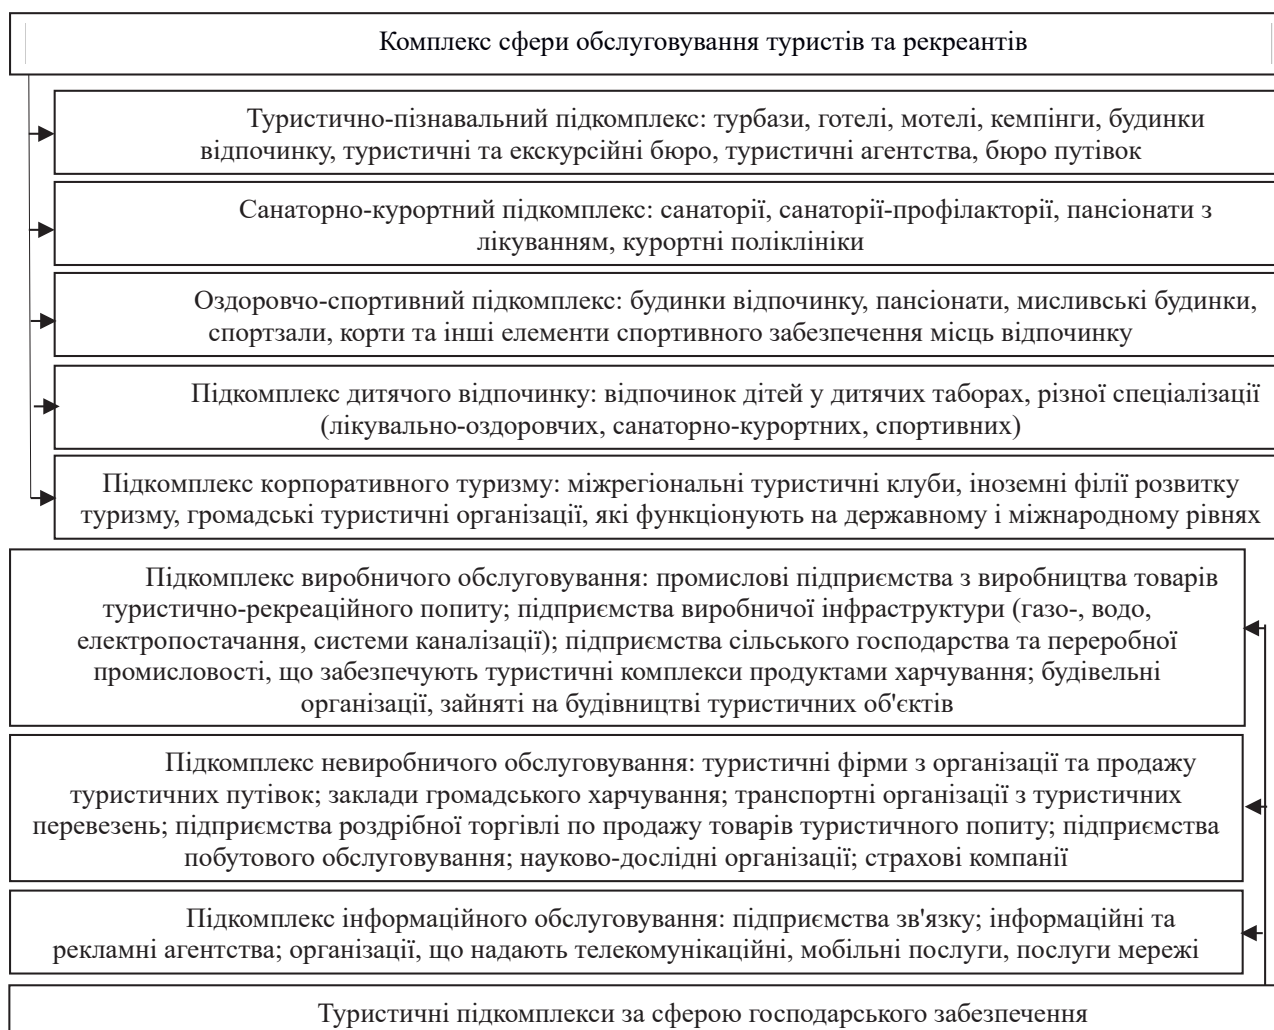 Комплекс сфери обслуговування туристів та рекреантів
Туристично-пізнавальний підкомплекс: турбази, готелі, мотелі, кемпінги, будинки
відпочинку, туристичні та екскурсійні бюро, туристичні агентства, бюро путівок
Санаторно-курортний підкомплекс: санаторії, санаторії-профілакторії, пансіонати з
лікуванням, курортні поліклініки
Оздоровчо-спортивний підкомплекс: будинки відпочинку, пансіонати, мисливські будинки,
спортзали, корти та інші елементи спортивного забезпечення місць відпочинку
Підкомплекс дитячого відпочинку: відпочинок дітей у дитячих таборах, різної спеціалізації
(лікувально-оздоровчих, санаторно-курортних, спортивних)
Підкомплекс корпоративного туризму: міжрегіональні туристичні клуби, іноземні філії розвитку
туризму, громадські туристичні організації, які функціонують на державному і міжнародному рівнях
Підкомплекс виробничого обслуговування: промислові підприємства з виробництва товарів
туристично-рекреаційного попиту; підприємства виробничої інфраструктури (газо-, водо,
електропостачання, системи каналізації); підприємства сільського господарства та переробної
промисловості, що забезпечують туристичні комплекси продуктами харчування; будівельні
організації, зайняті на будівництві туристичних об'єктів
Підкомплекс невиробничого обслуговування: туристичні фірми з організації та продажу
туристичних путівок; заклади громадського харчування; транспортні організації з туристичних
перевезень; підприємства роздрібної торгівлі по продажу товарів туристичного попиту; підприємства
побутового обслуговування; науково-дослідні організації; страхові компанії
Підкомплекс інформаційного обслуговування: підприємства зв'язку; інформаційні та
рекламні агентства; організації, що надають телекомунікаційні, мобільні послуги, послуги мережі
Туристичні підкомплекси за сферою господарського забезпечення